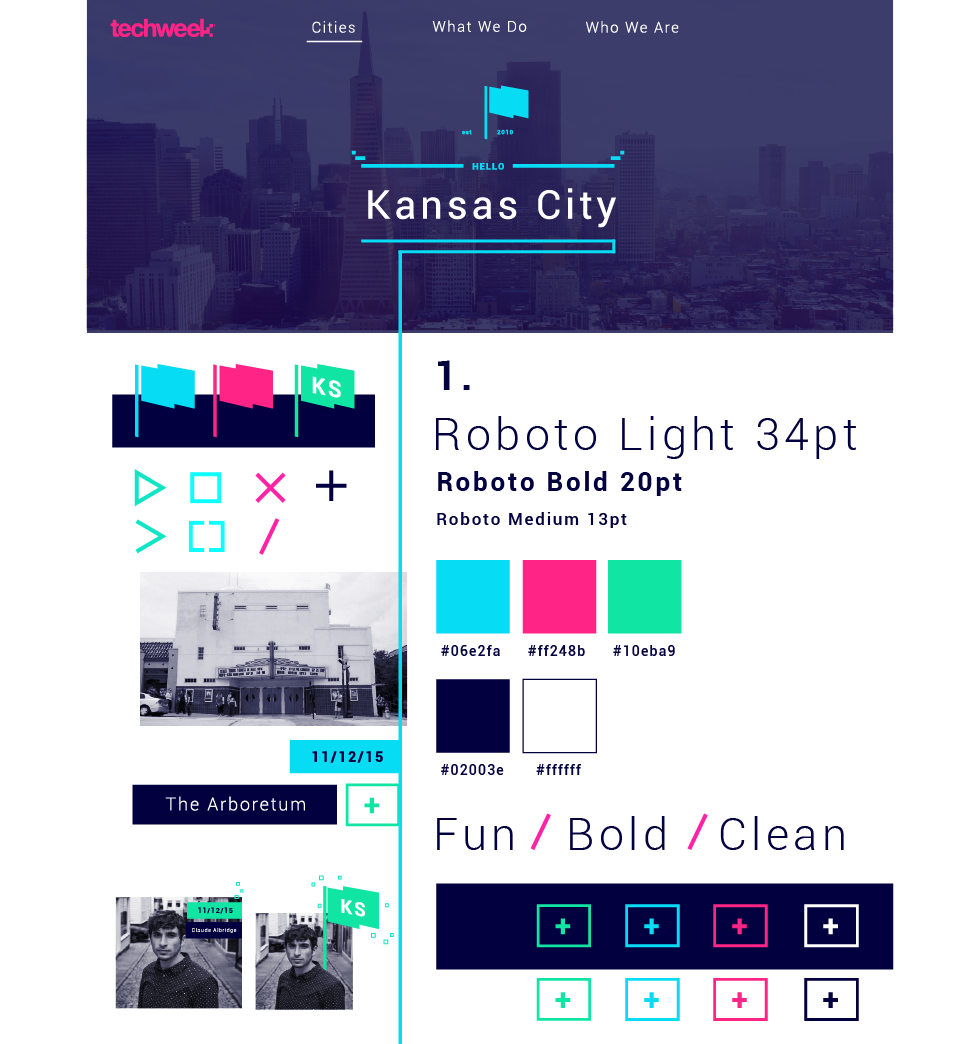 techweek
Cities
What We Do
Who We Are
est
2010
HELLO
Kansas City
KS
1.
Roboto Light 34pt
Roboto Bold 20pt
Roboto Medium 13pt
#06e2fa
#ff248b
#10eba9
#02003e
#ffffff
11/12/15
The Arboretum
Fun / Bold / Clean
11/12/15
Claude Albridge
KS